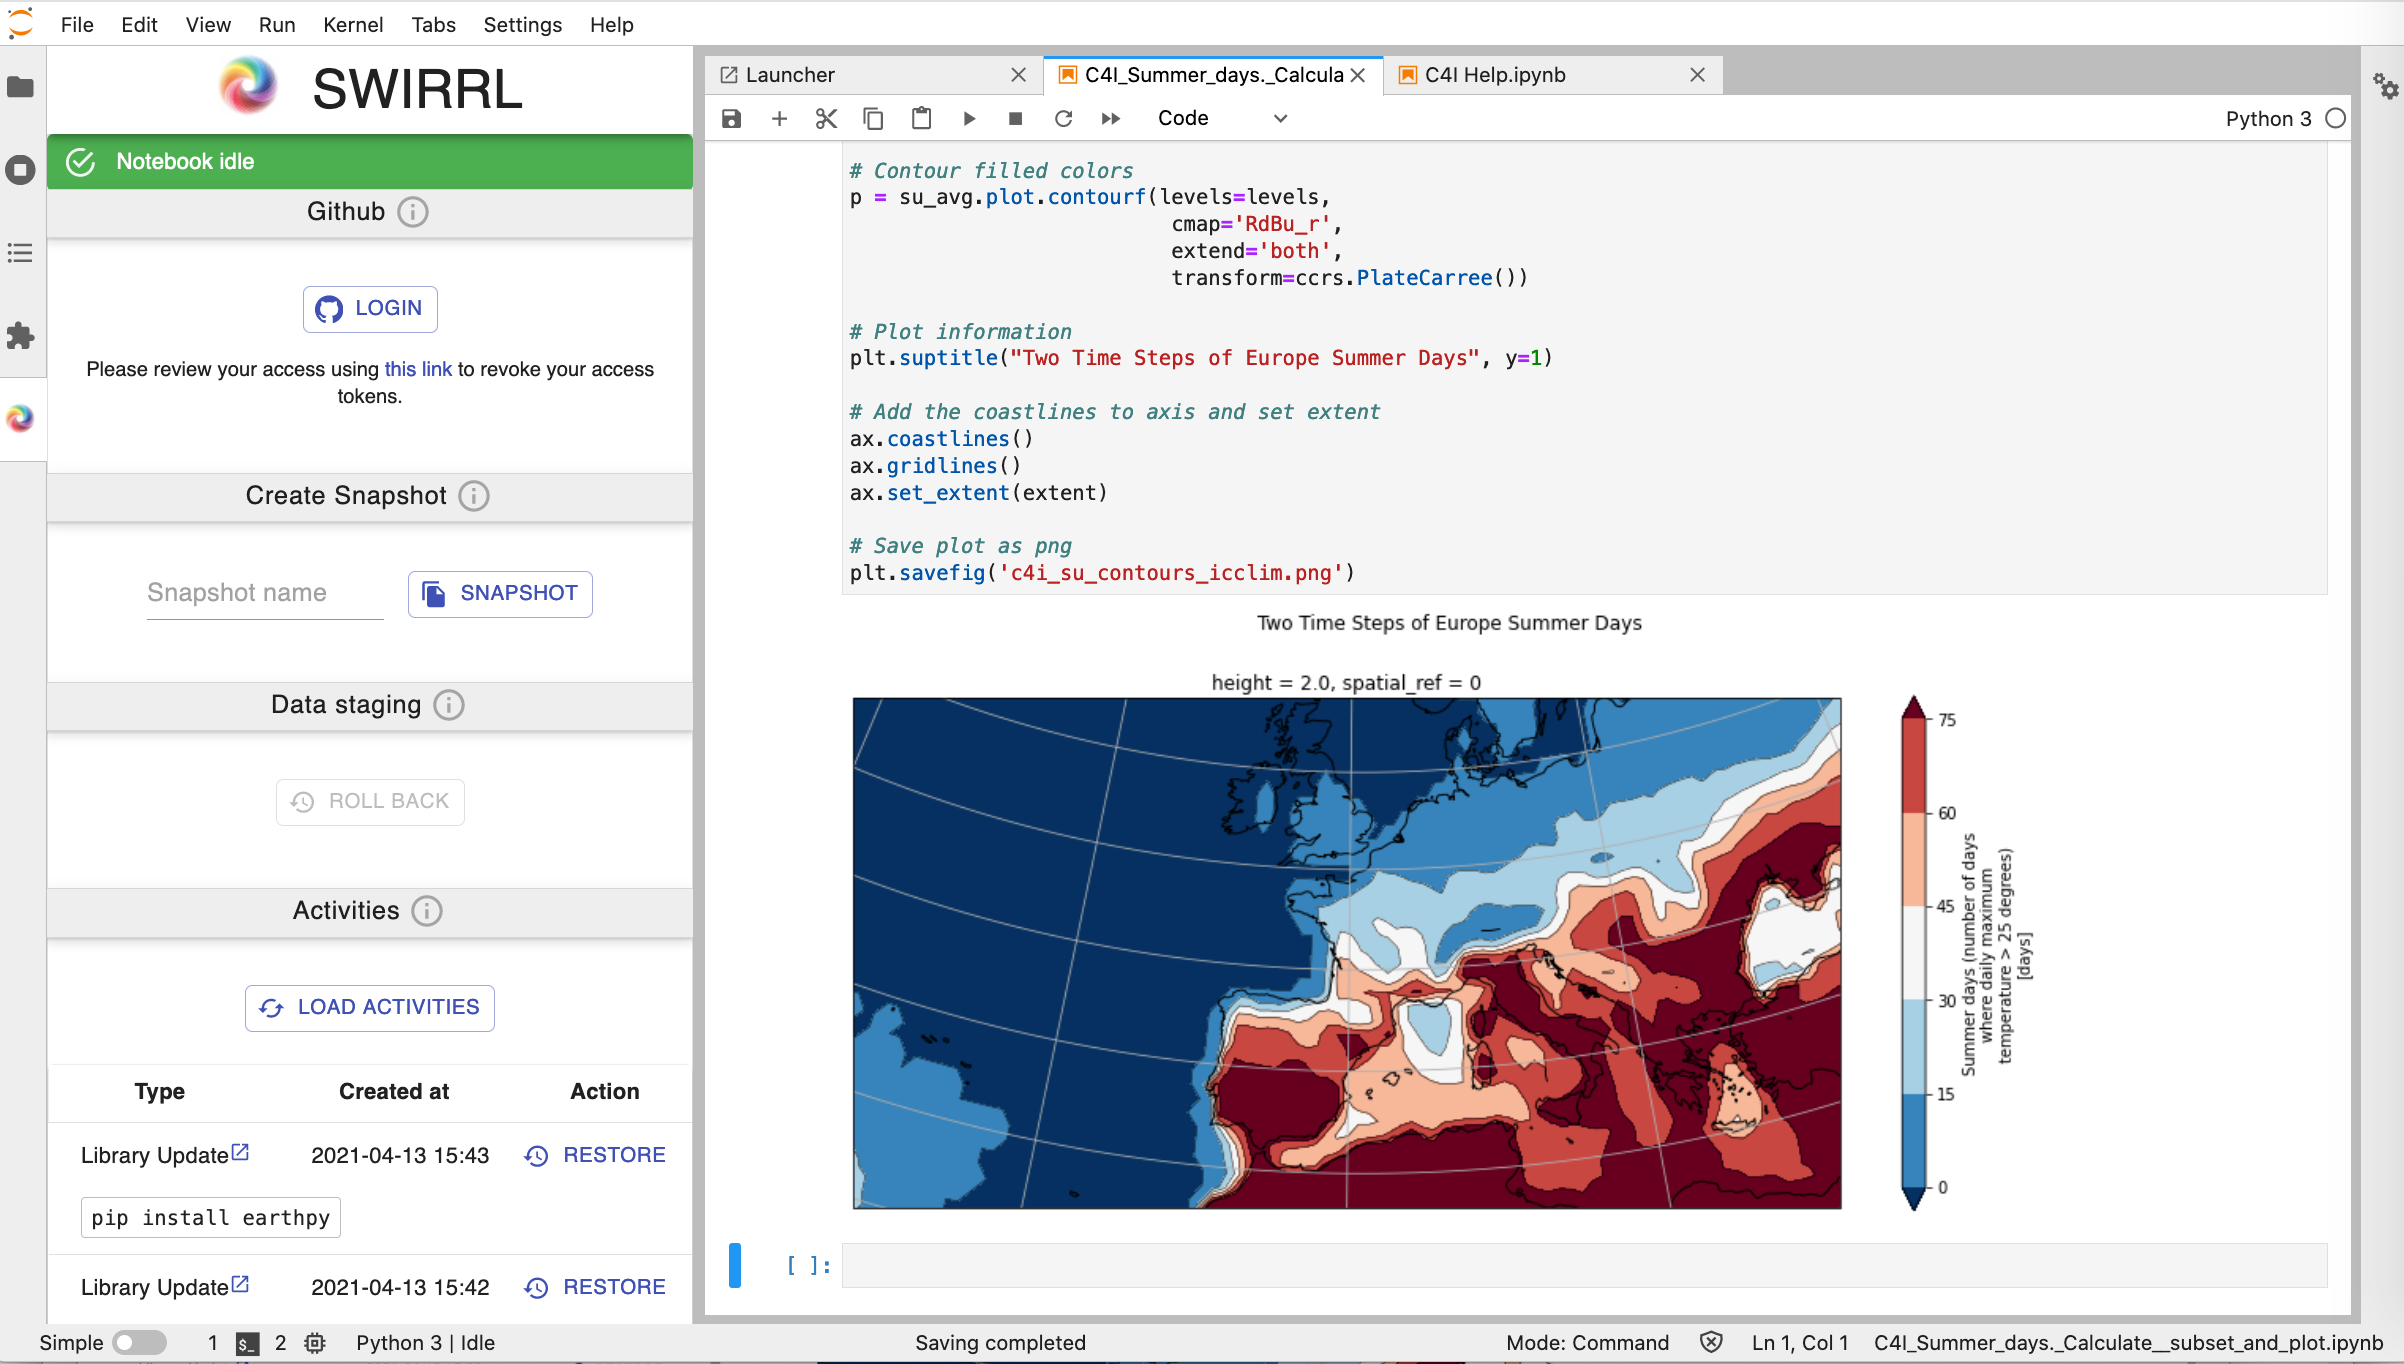 File Edit View Run Kernel Tabs Settings Help
SWIRRL
Notebook idle
Github
LOGIN
Please review your access using this link to revoke your access
tokens.
Create Snapshot
Snapshot name
SNAPSHOT
Data staging
ROLL BACK
Activities
LOAD ACTIVITIES
Type Created at Action
Library Update 2021-04-13 15:43 RESTORE
pip install earthpy
Library Update 2021-04-13 15:42 RESTORE
Launcher C4I_Summer_days._Calcula C4I Help.ipynb
Code Python 3
# Contour filled colors
p = su_avg.plot.contourf(levels=levels,
cmap='RdBu_r',
extend='both',
transform=ccrs.PlateCarree())
# Plot information
plt.suptitle("Two Time Steps of Europe Summer Days", y=1)
# Add the coastlines to axis and set extent
ax.coastlines()
ax.gridlines()
ax.set_extent(extent)
# Save plot as png
plt.savefig('c4i_su_contours_icclim.png')
Two Time Steps of Europe Summer Days
height = 2.0, spatial_ref = 0
75
60
45
30
15
0
Summer days (number of days
where daily maximum
temperature > 25 degrees)
[days]
[ ]:
Simple 1 $_ 2 Python 3 | Idle Saving completed Mode: Command Ln 1, Col 1 C4I_Summer_days._Calculate__subset_and_plot.ipynb